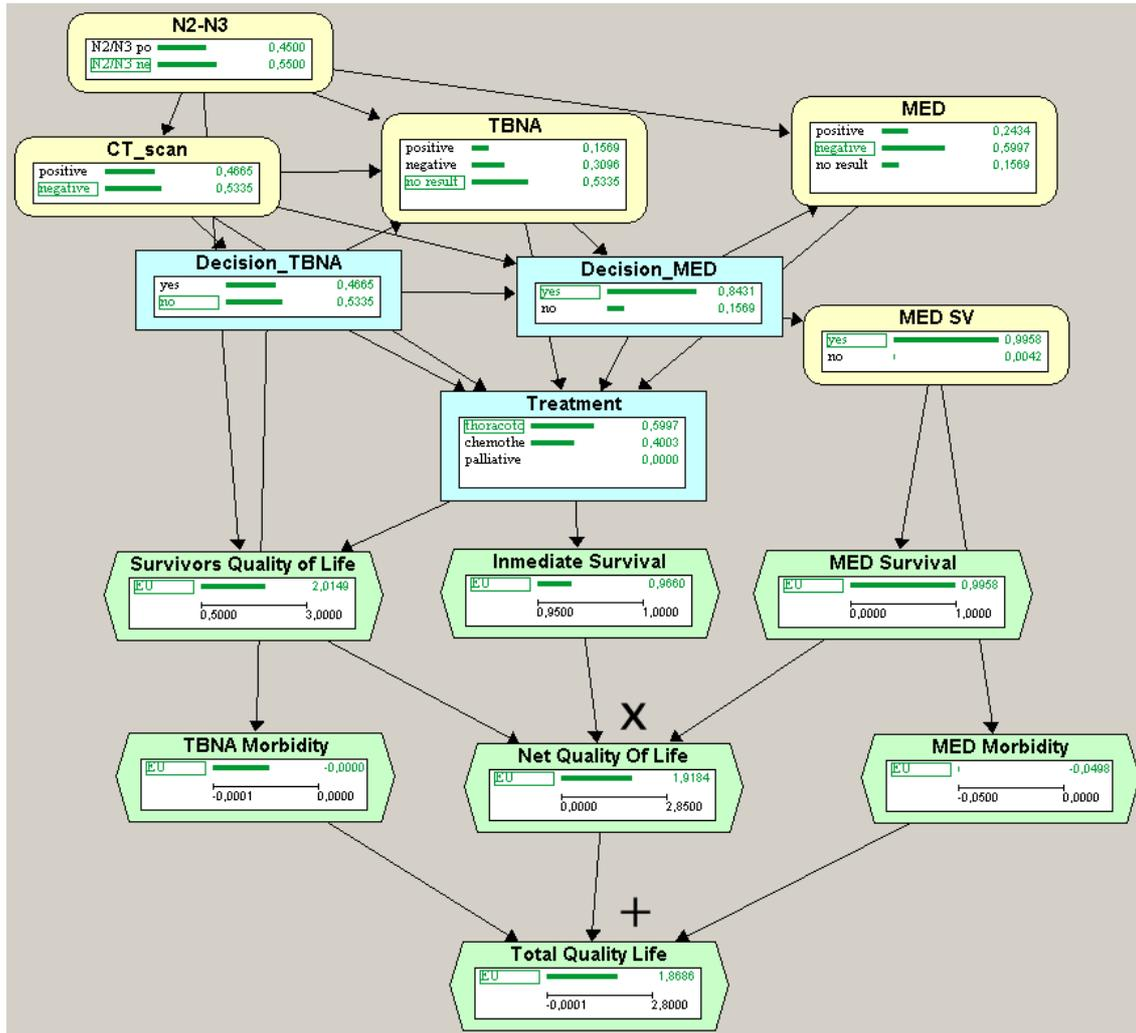 N2-N3
N2/N3 po 0,4500
N2/N3 ne 0,5500
CT_scan
positive 0,4665
negative 0,5335
TBNA
positive 0,1569
negative 0,3096
no result 0,5335
MED
positive 0,2434
negative 0,5997
no result 0,1569
Decision_TBNA
yes 0,4665
no 0,5335
Decision_MED
yes 0,8431
no 0,1569
MED SV
yes 0,9958
no 0,0042
Treatment
thoracotc 0,5997
chemothe 0,4003
palliative 0,0000
Survivors Quality of Life
EU 2,0149
0,5000 3,0000
Inmediate Survival
EU 0,9660
0,9500 1,0000
MED Survival
EU 0,9958
0,0000 1,0000
X
TBNA Morbidity
EU -0,0000
-0,0001 0,0000
Net Quality Of Life
EU 1,9184
0,0000 2,8500
MED Morbidity
EU -0,0498
-0,0500 0,0000
+
Total Quality Life
EU 1,8686
-0,0001 2,8000